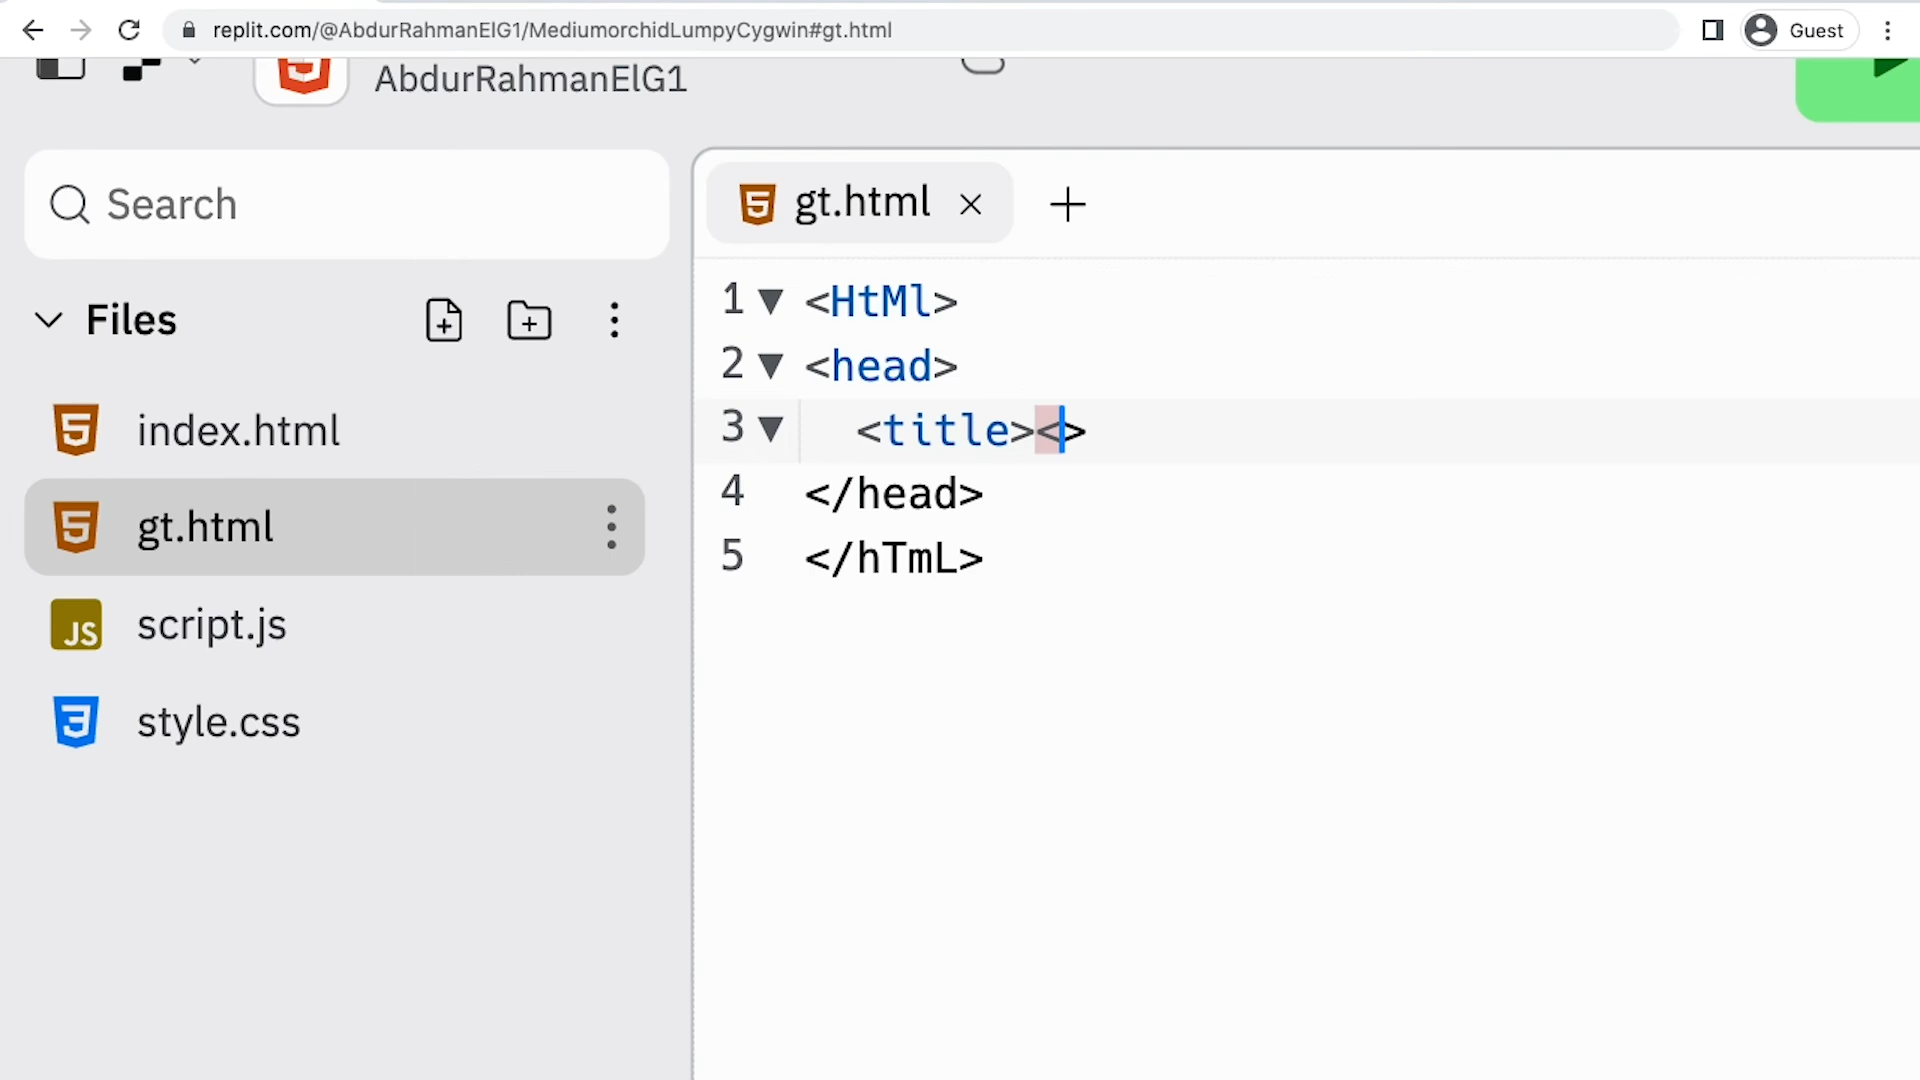 replit.com/@AbdurRahmanElG1/MediumorchidLumpyCygwin#gt.html
Guest
AbdurRahmanElG1
Search
Files
index.html
gt.html
JS script.js
style.css
gt.html
1 <HtMl>
2 <head>
3 <title><>
4 </head>
5 </hTmL>